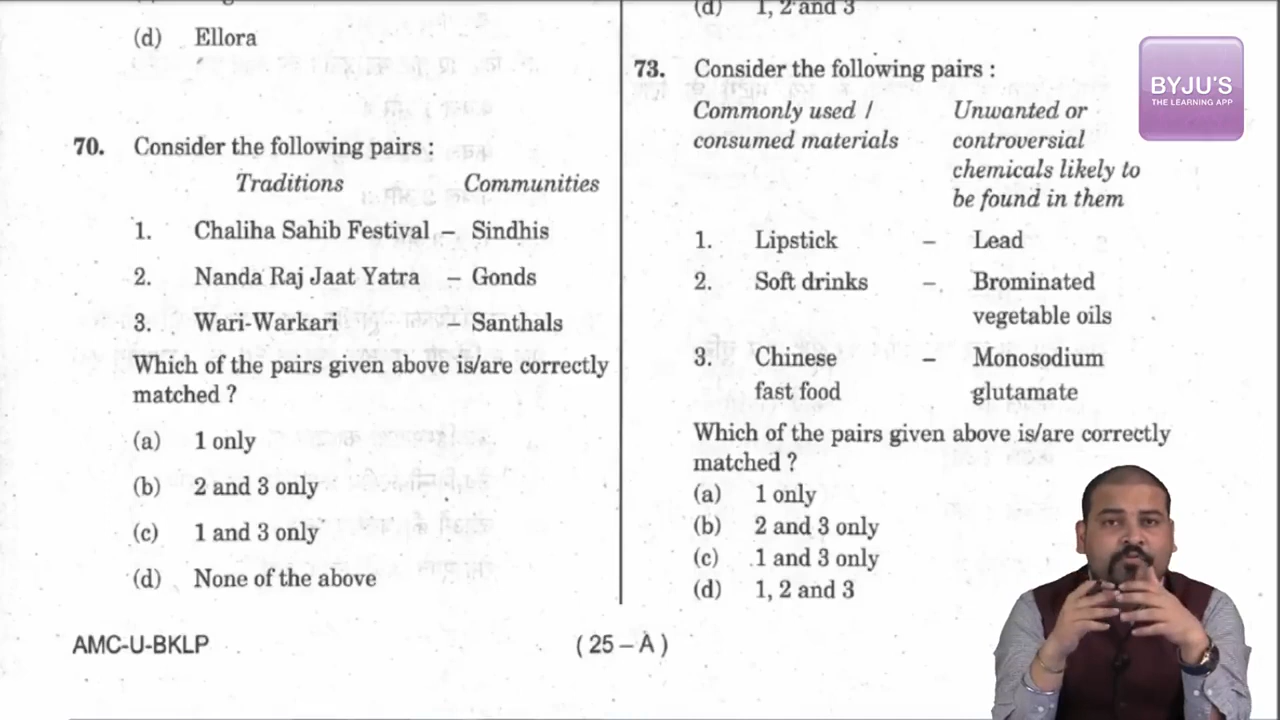 (d) Ellora
70. Consider the following pairs :
Traditions Communities
1. Chaliha Sahib Festival – Sindhis
2. Nanda Raj Jaat Yatra – Gonds
3. Wari-Warkari – Santhals
Which of the pairs given above is/are correctly
matched ?
(a) 1 only
(b) 2 and 3 only
(c) 1 and 3 only
(d) None of the above
AMC-U-BKLP
( 25 – A )
(d) 1, 2 and 3
73. Consider the following pairs :
Commonly used / Unwanted or
consumed materials controversial
chemicals likely to
be found in them
1. Lipstick – Lead
2. Soft drinks – Brominated
vegetable oils
3. Chinese – Monosodium
fast food glutamate
Which of the pairs given above is/are correctly
matched ?
(a) 1 only
(b) 2 and 3 only
(c) 1 and 3 only
(d) 1, 2 and 3
BYJU'S
THE LEARNING APP